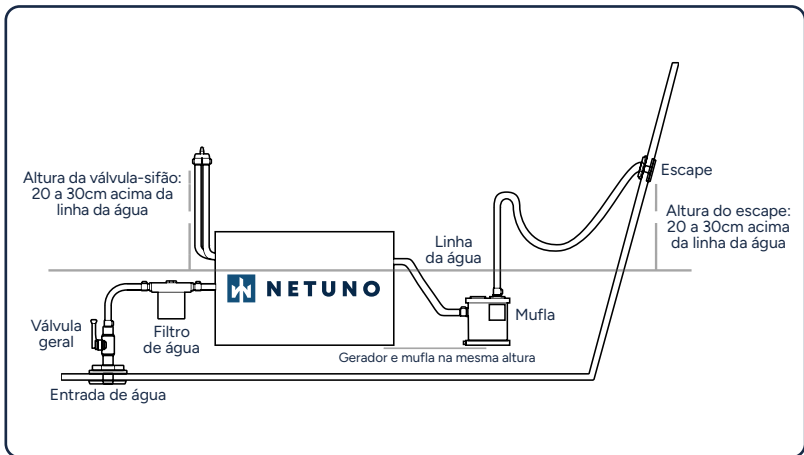 Altura da válvula-sifão:
20 a 30cm acima da
linha da água
Escape
Altura do escape:
20 a 30cm acima
da linha da água
Linha
da água
NETUNO
Mufla
Válvula
geral
Filtro
de água
Gerador e mufla na mesma altura
Entrada de água